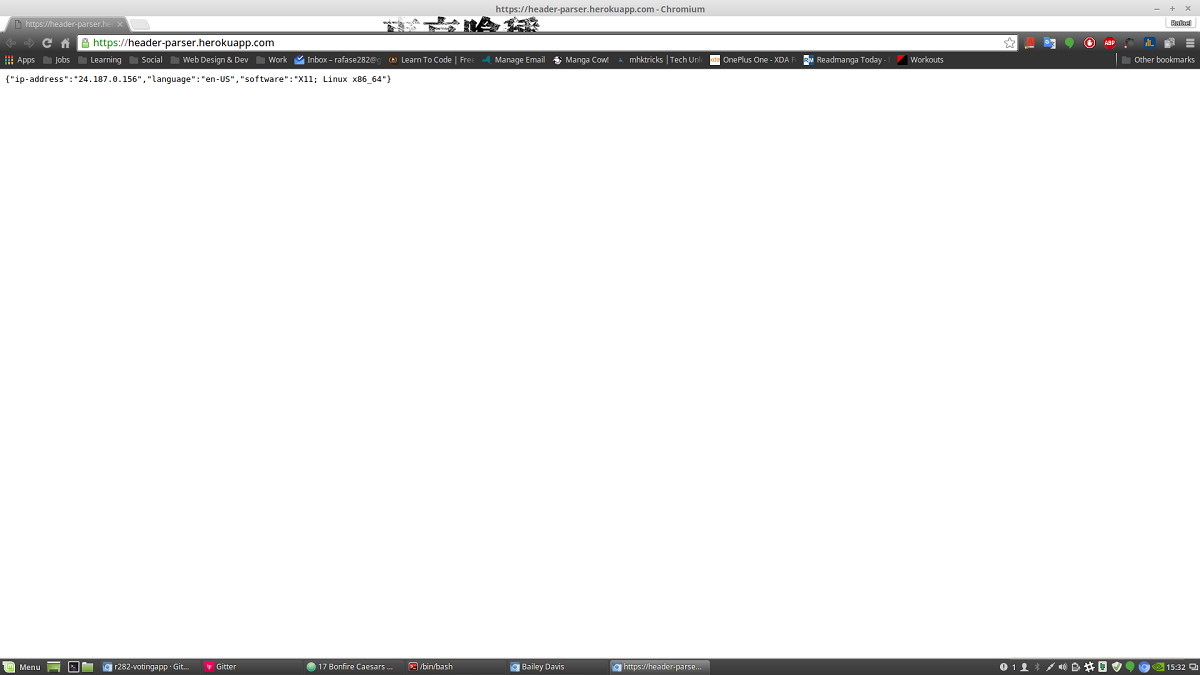 https://header-parser.herokuapp.com - Chromium
https://header-parser.he
Rafael
https://header-parser.herokuapp.com
Apps Jobs Learning Social Web Design & Dev Work Inbox – rafase282@g Learn To Code | Free Manage Email Manga Cow! mhktricks | Tech Unl OnePlus One - XDA F Readmanga Today - Workouts Other bookmarks
{"ip-address":"24.187.0.156","language":"en-US","software":"X11; Linux x86_64"}
Menu r282-votingapp · Git... Gitter 17 Bonfire Caesars ... /bin/bash Bailey Davis https://header-parse... 1 15:32